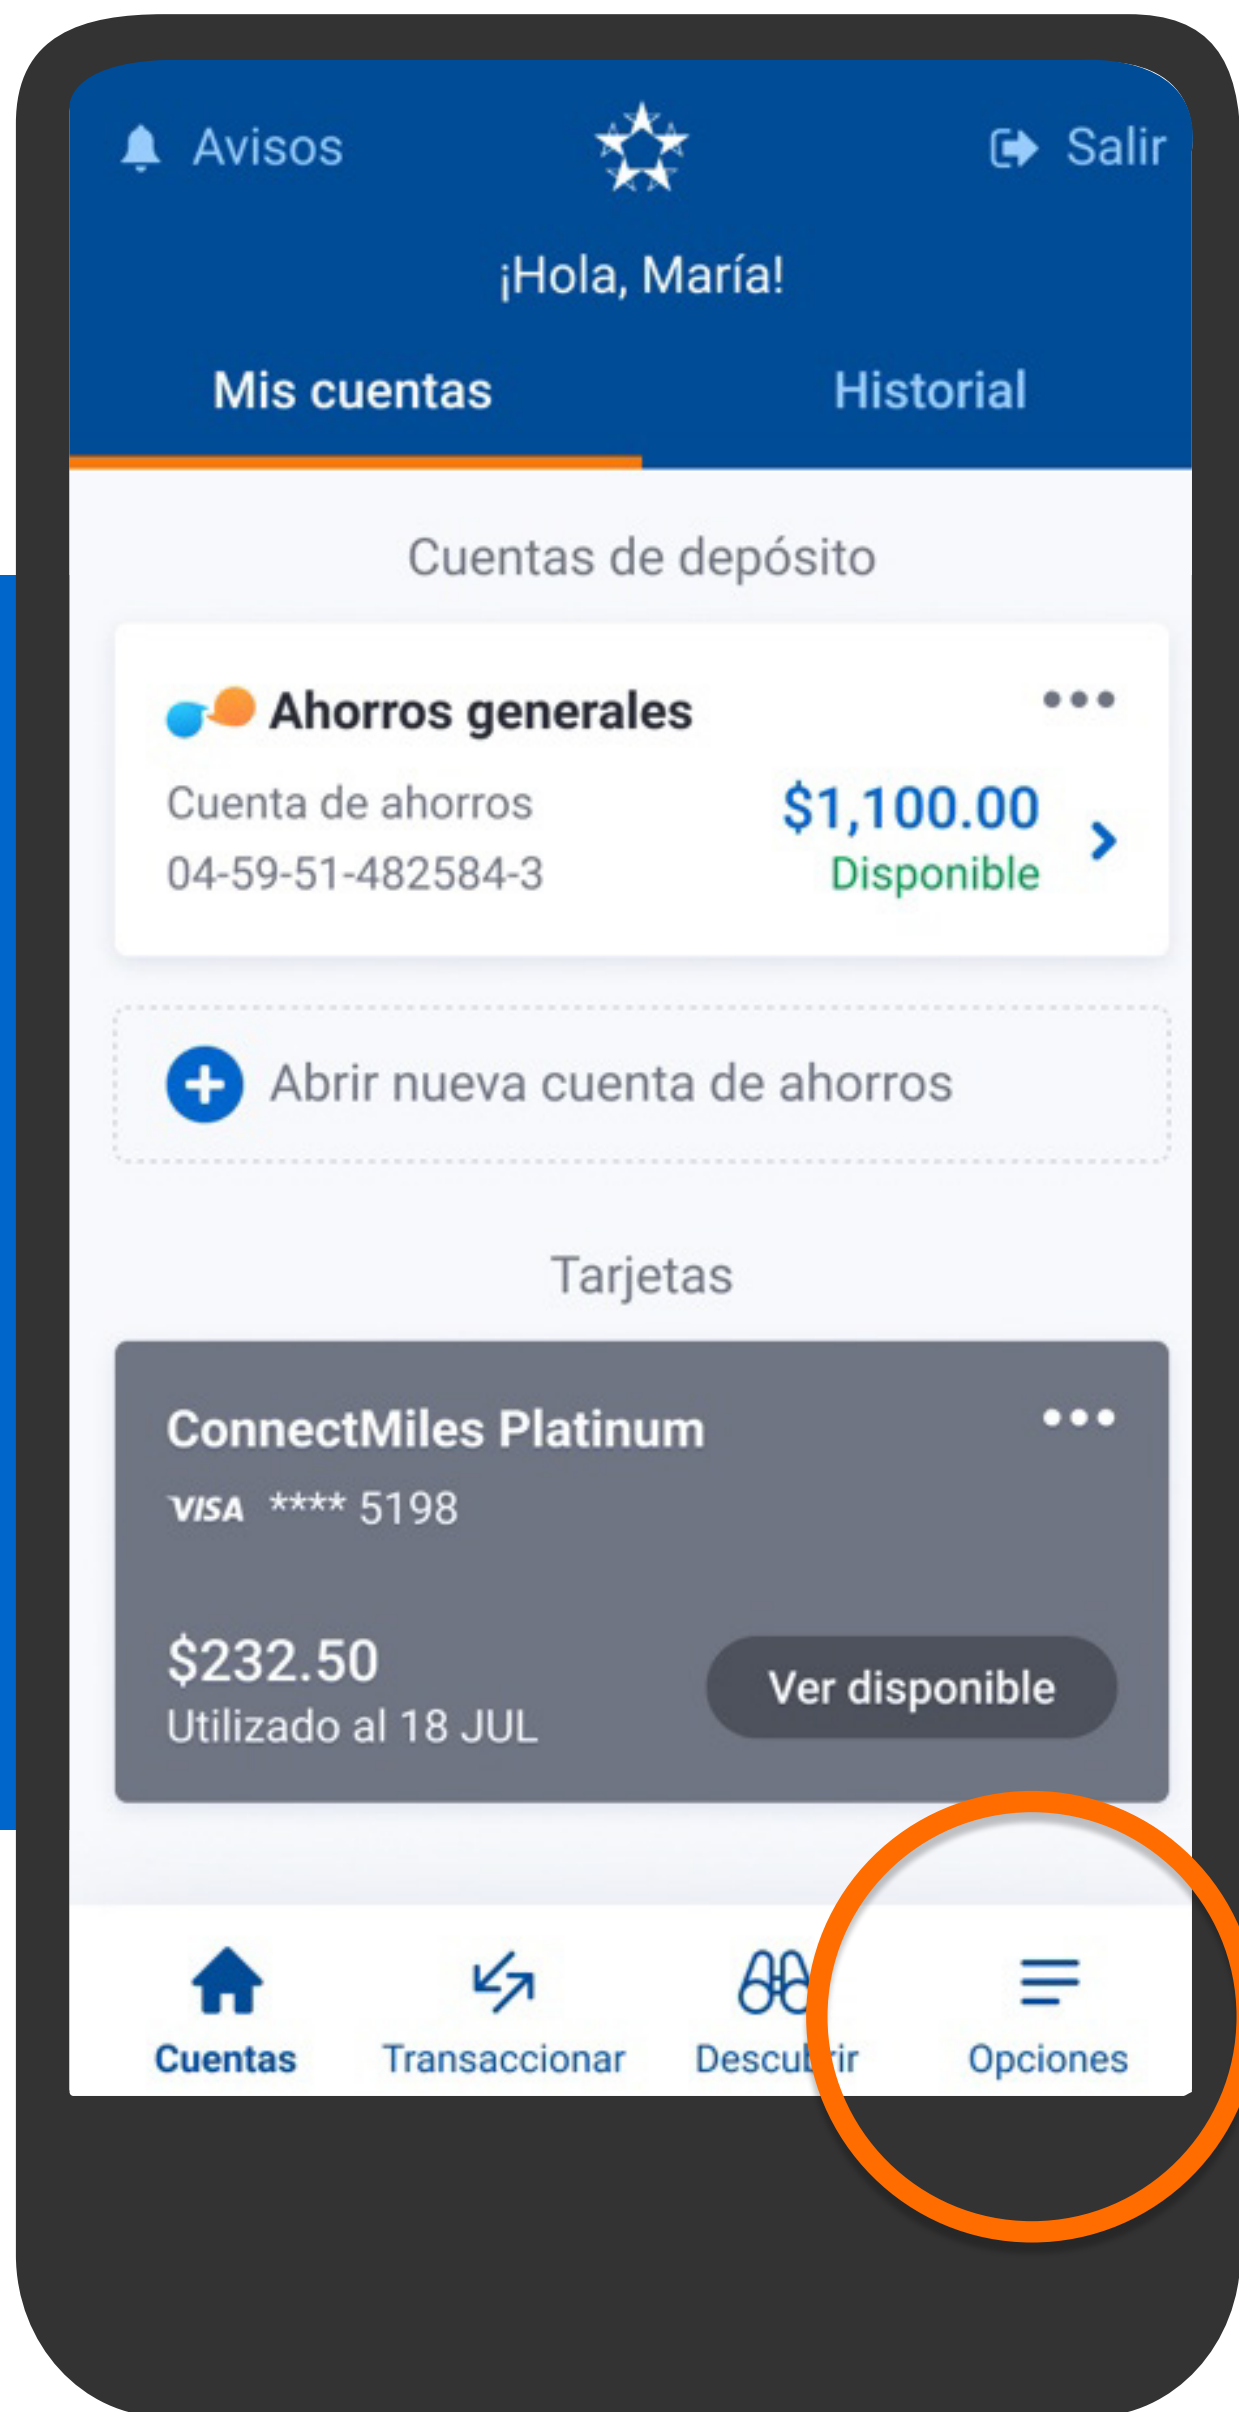 Avisos
Salir
¡Hola, María!
Mis cuentas
Historial
Cuentas de depósito
Ahorros generales
Cuenta de ahorros
$1,100.00
04-59-51-482584-3
Disponible
Abrir nueva cuenta de ahorros
Tarjetas
ConnectMiles Platinum
VISA **** 5198
$232.50
Ver disponible
Utilizado al 18 JUL
Cuentas
Transaccionar
Descubrir
Opciones